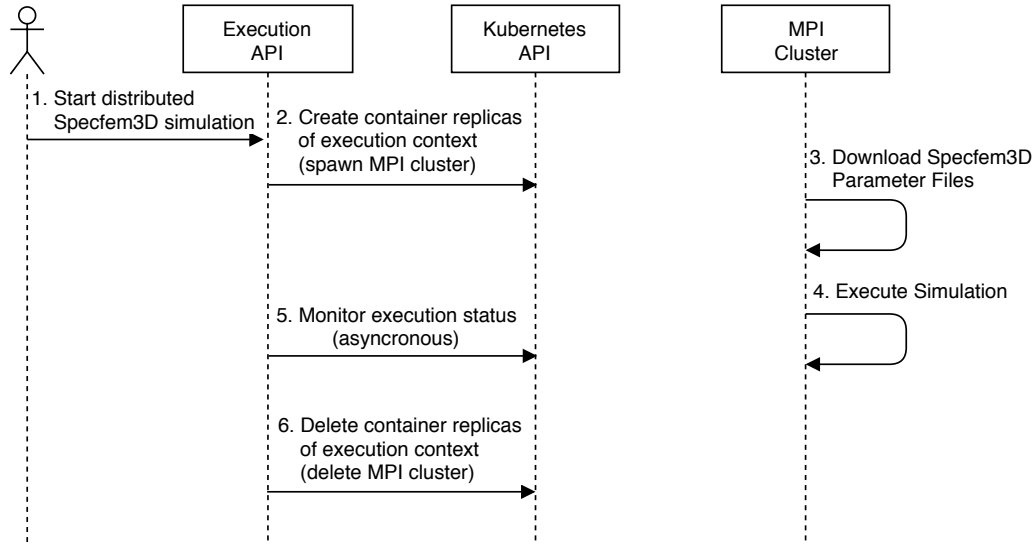 Execution
API
Kubernetes
API
MPI
Cluster
1. Start distributed
Specfem3D simulation
2. Create container replicas
of execution context
(spawn MPI cluster)
3. Download Specfem3D
Parameter Files
4. Execute Simulation
5. Monitor execution status
(asyncronous)
6. Delete container replicas
of execution context
(delete MPI cluster)